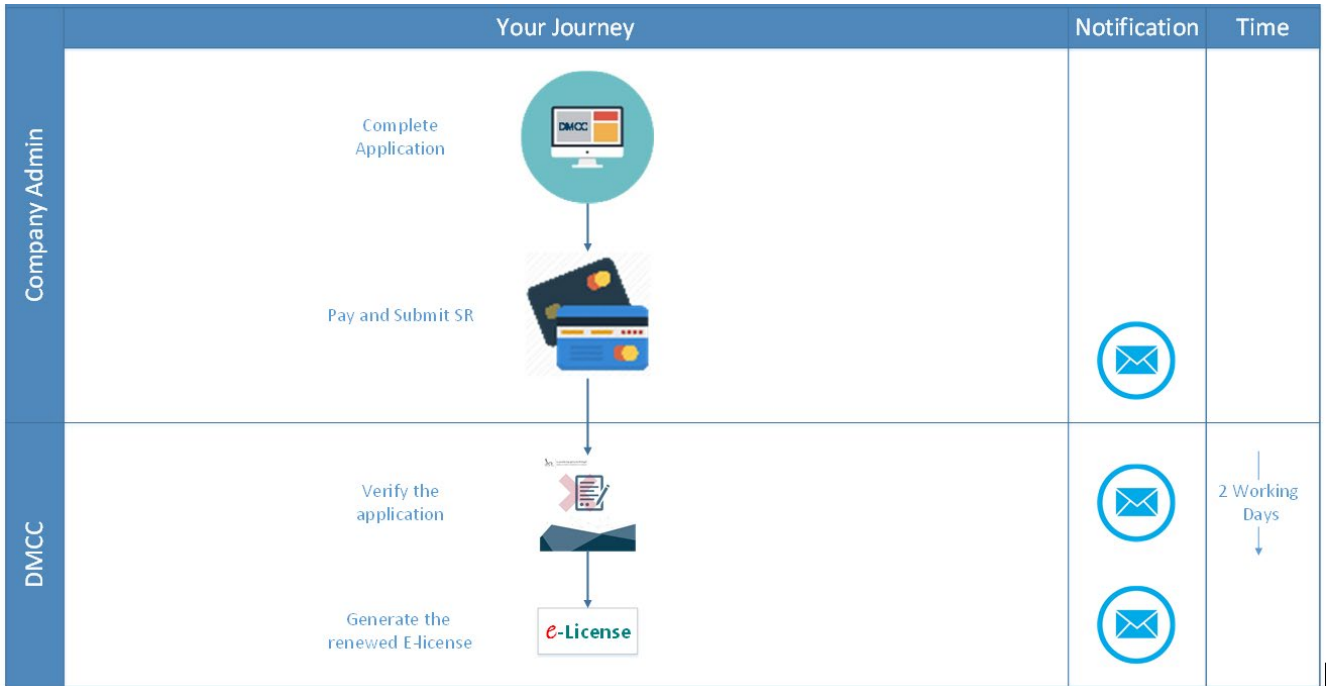 Your Journey
Notification
Time
Company Admin
Complete
Application
DMCC
Pay and Submit SR
DMCC
Verify the
application
2 Working
Days
Generate the
renewed E-license
e-License